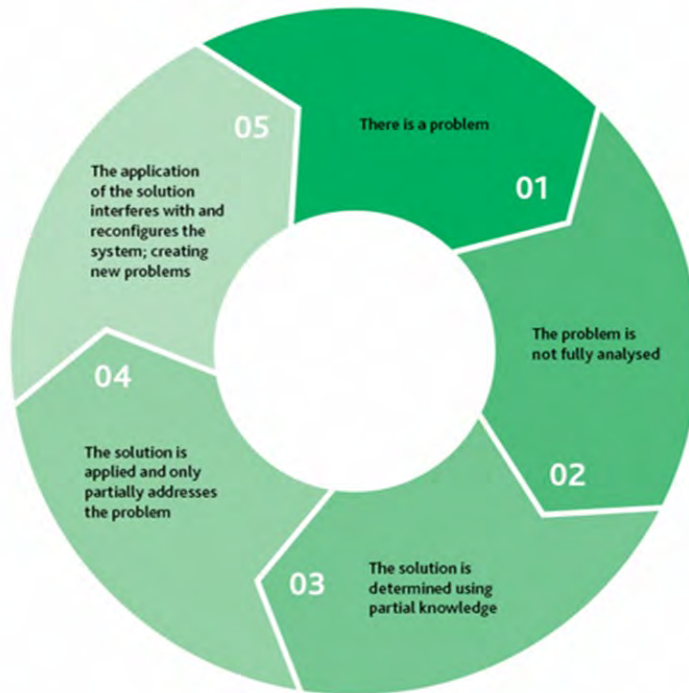 There is a problem
01
The problem is
not fully analysed
02
The solution is
determined using
partial knowledge
03
The solution is
applied and only
partially addresses
the problem
04
The application
of the solution
interferes with and
reconfigures the
system; creating
new problems
05